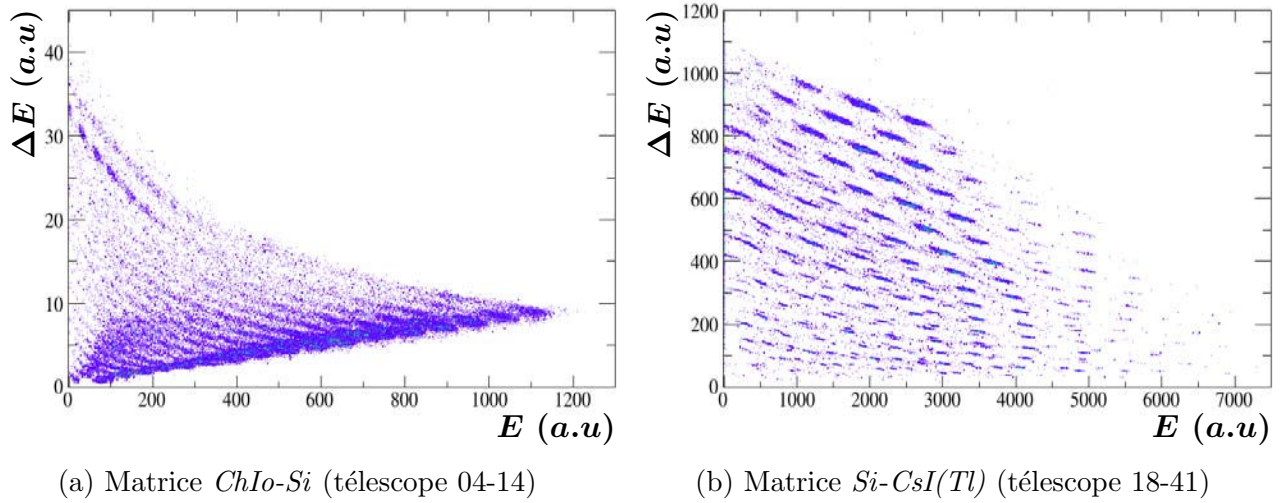 40
30
20
10
0
ΔE (a.u)
0 200 400 600 800 1000 1200
E (a.u)
(a) Matrice ChIo-Si (télescope 04-14)
1200
1000
800
600
400
200
0
ΔE (a.u)
0 1000 2000 3000 4000 5000 6000 7000
E (a.u)
(b) Matrice Si-CsI(Tl) (télescope 18-41)